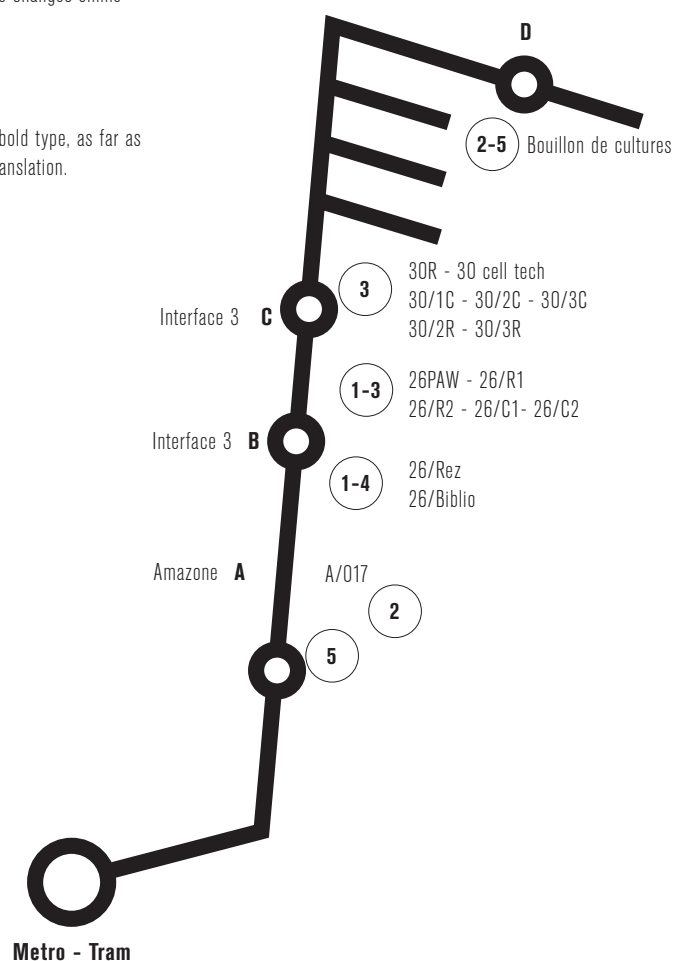 bold type, as far as
D
2-5 Bouillon de cultures
3
30R - 30 cell tech
30/1C - 30/2C - 30/3C
30/2R - 30/3R
Interface 3 C
1-3
26PAW - 26/R1
26/R2 - 26/C1- 26/C2
Interface 3 B
1-4
26/Rez
26/Biblio
Amazone A
A/017
2
5
Metro - Tram